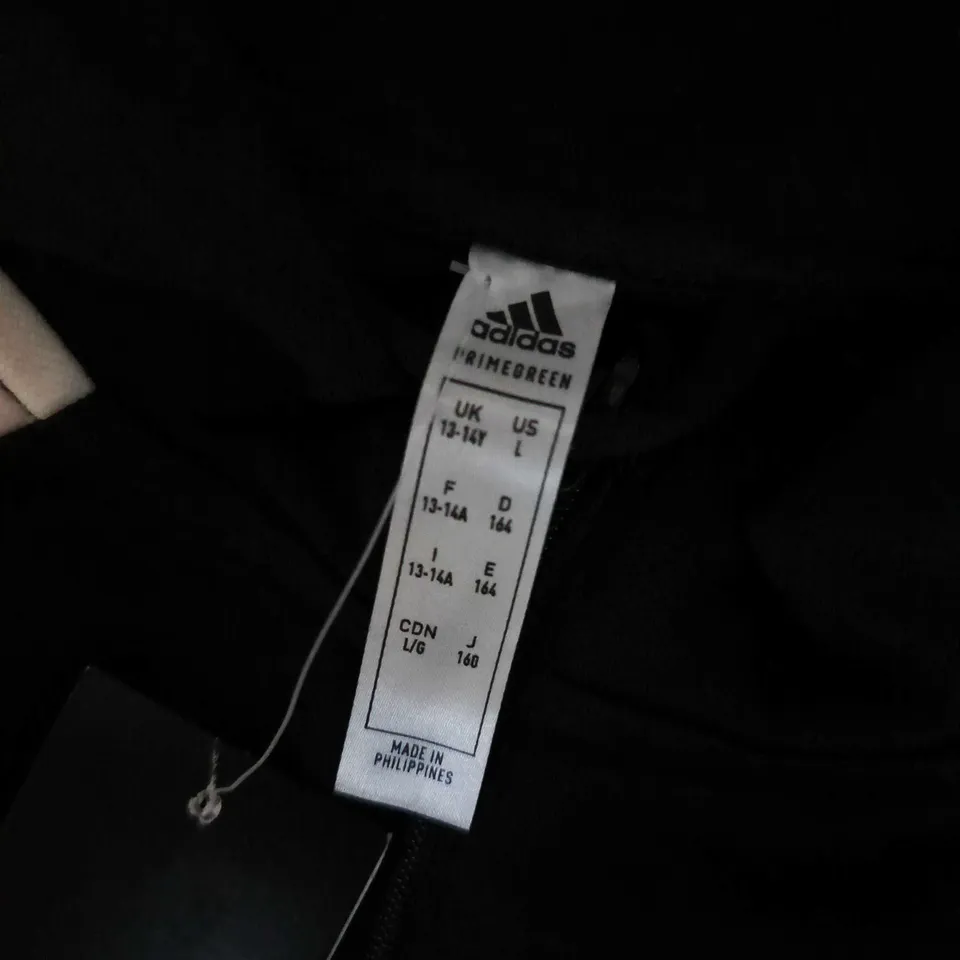 adidas
PRIMEGREEN
UK US
13-14Y L
F D
13-14A 164
I E
13-14A 164
CDN J
L/G 160
MADE IN
PHILIPPINES